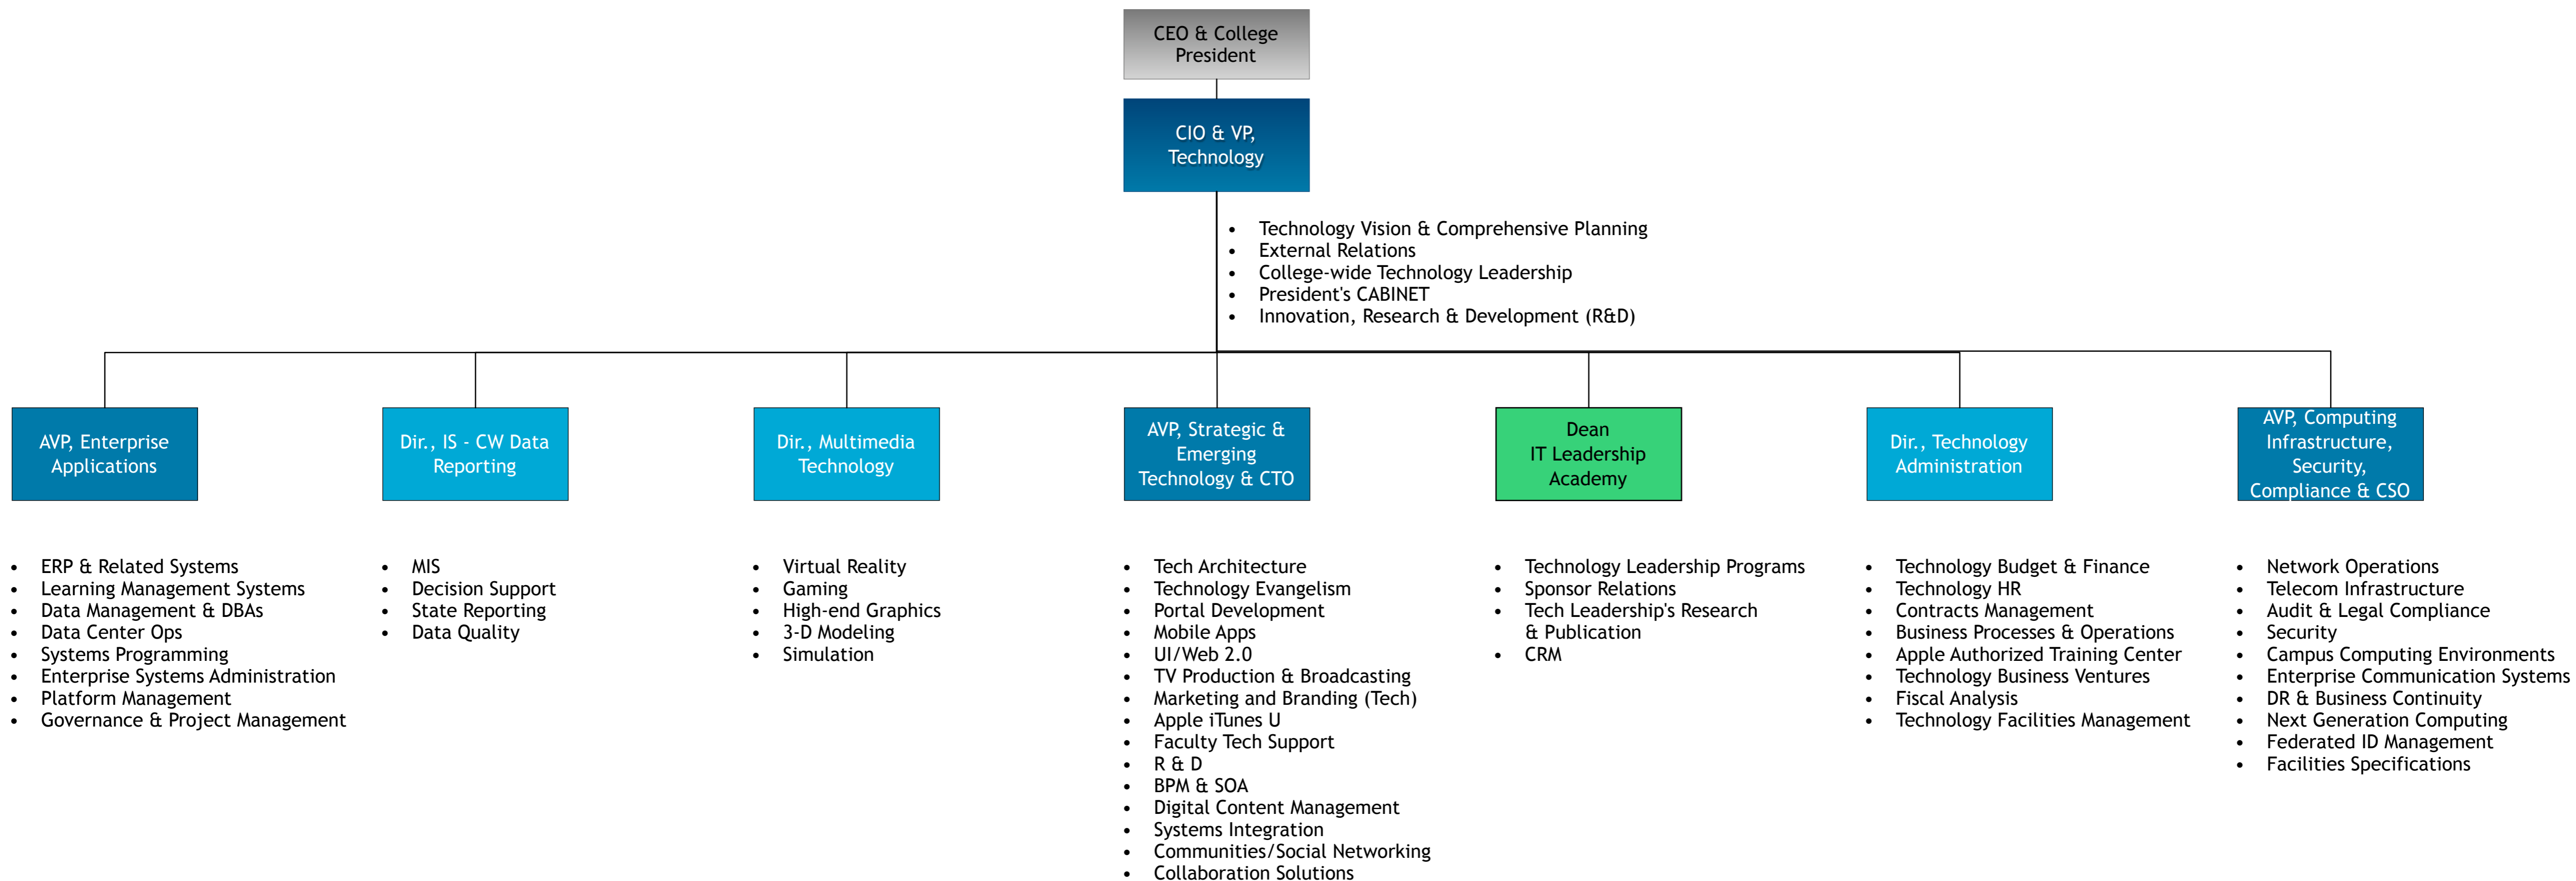 CEO & College
President
CIO & VP,
Technology
• Technology Vision & Comprehensive Planning
• External Relations
• College-wide Technology Leadership
• President's CABINET
• Innovation, Research & Development (R&D)
AVP, Enterprise
Applications
• ERP & Related Systems
• Learning Management Systems
• Data Management & DBAs
• Data Center Ops
• Systems Programming
• Enterprise Systems Administration
• Platform Management
• Governance & Project Management
Dir., IS - CW Data
Reporting
• MIS
• Decision Support
• State Reporting
• Data Quality
Dir., Multimedia
Technology
• Virtual Reality
• Gaming
• High-end Graphics
• 3-D Modeling
• Simulation
AVP, Strategic &
Emerging
Technology & CTO
• Tech Architecture
• Technology Evangelism
• Portal Development
• Mobile Apps
• UI/Web 2.0
• TV Production & Broadcasting
• Marketing and Branding (Tech)
• Apple iTunes U
• Faculty Tech Support
• R & D
• BPM & SOA
• Digital Content Management
• Systems Integration
• Communities/Social Networking
• Collaboration Solutions
Dean
IT Leadership
Academy
• Technology Leadership Programs
• Sponsor Relations
• Tech Leadership's Research
& Publication
• CRM
Dir., Technology
Administration
• Technology Budget & Finance
• Technology HR
• Contracts Management
• Business Processes & Operations
• Apple Authorized Training Center
• Technology Business Ventures
• Fiscal Analysis
• Technology Facilities Management
AVP, Computing
Infrastructure,
Security,
Compliance & CSO
• Network Operations
• Telecom Infrastructure
• Audit & Legal Compliance
• Security
• Campus Computing Environments
• Enterprise Communication Systems
• DR & Business Continuity
• Next Generation Computing
• Federated ID Management
• Facilities Specifications